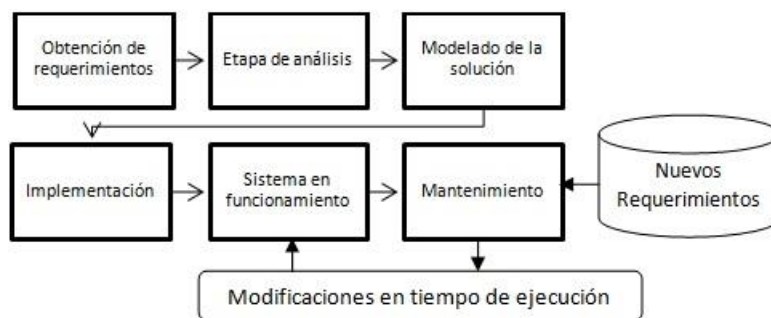 Obtención de
requerimientos
Etapa de análisis
Modelado de la
solución
Implementación
Sistema en
funcionamiento
Mantenimiento
Nuevos
Requerimientos
Modificaciones en tiempo de ejecución